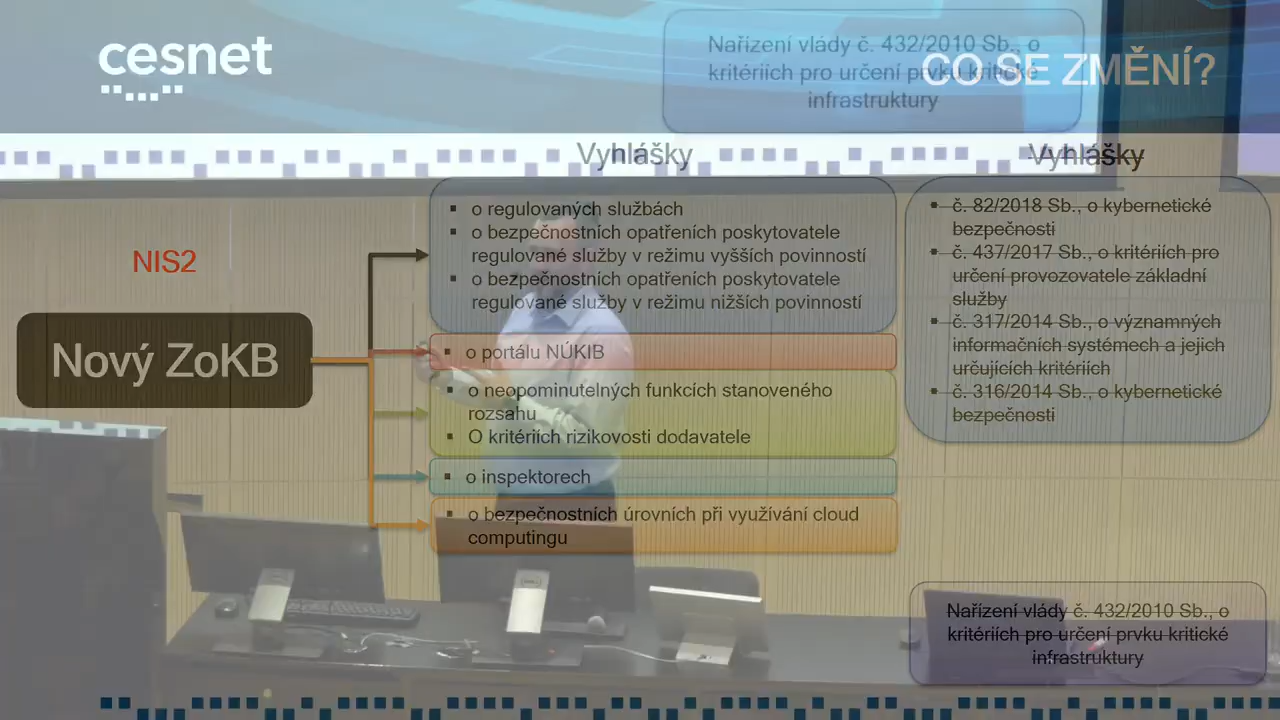 cesnet
CO SE ZMĚNÍ?
Nařízení vlády č. 432/2010 Sb., o
kritériích pro určení prvku kritické
infrastruktury
Vyhlášky
Vyhlášky
NIS2
Nový ZoKB
▪ o regulovaných službách
▪ o bezpečnostních opatřeních poskytovatele
regulované služby v režimu vyšších povinností
▪ o bezpečnostních opatřeních poskytovatele
regulované služby v režimu nižších povinností
▪ o portálu NÚKIB
▪ o neopominutelných funkcích stanoveného
rozsahu
▪ O kritériích rizikovosti dodavatele
▪ o inspektorech
▪ o bezpečnostních úrovních při využívání cloud
computingu
▪ č. 82/2018 Sb., o kybernetické
bezpečnosti
▪ č. 437/2017 Sb., o kritériích pro
určení provozovatele základní
služby
▪ č. 317/2014 Sb., o významných
informačních systémech a jejich
určujících kritériích
▪ č. 316/2014 Sb., o kybernetické
bezpečnosti
Nařízení vlády č. 432/2010 Sb., o
kritériích pro určení prvku kritické
infrastruktury